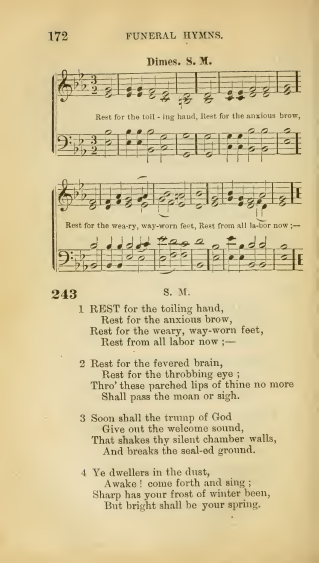 172 FUNERAL HYMNS.
Dimes. S. M.
Rest for the toil - ing hand, Rest for the anxious brow,
Rest for the wea-ry, way-worn feet, Rest from all la-bor now ;—
243 S. M.
1 REST for the toiling hand,
Rest for the anxious brow,
Rest for the weary, way-worn feet,
Rest from all labor now ;—
2 Rest for the fevered brain,
Rest for the throbbing eye ;
Thro' these parched lips of thine no more
Shall pass the moan or sigh.
3 Soon shall the trump of God
Give out the welcome sound,
That shakes thy silent chamber walls,
And breaks the seal-ed ground.
4 Ye dwellers in the dust,
Awake ! come forth and sing ;
Sharp has your frost of winter been,
But bright shall be your spring.